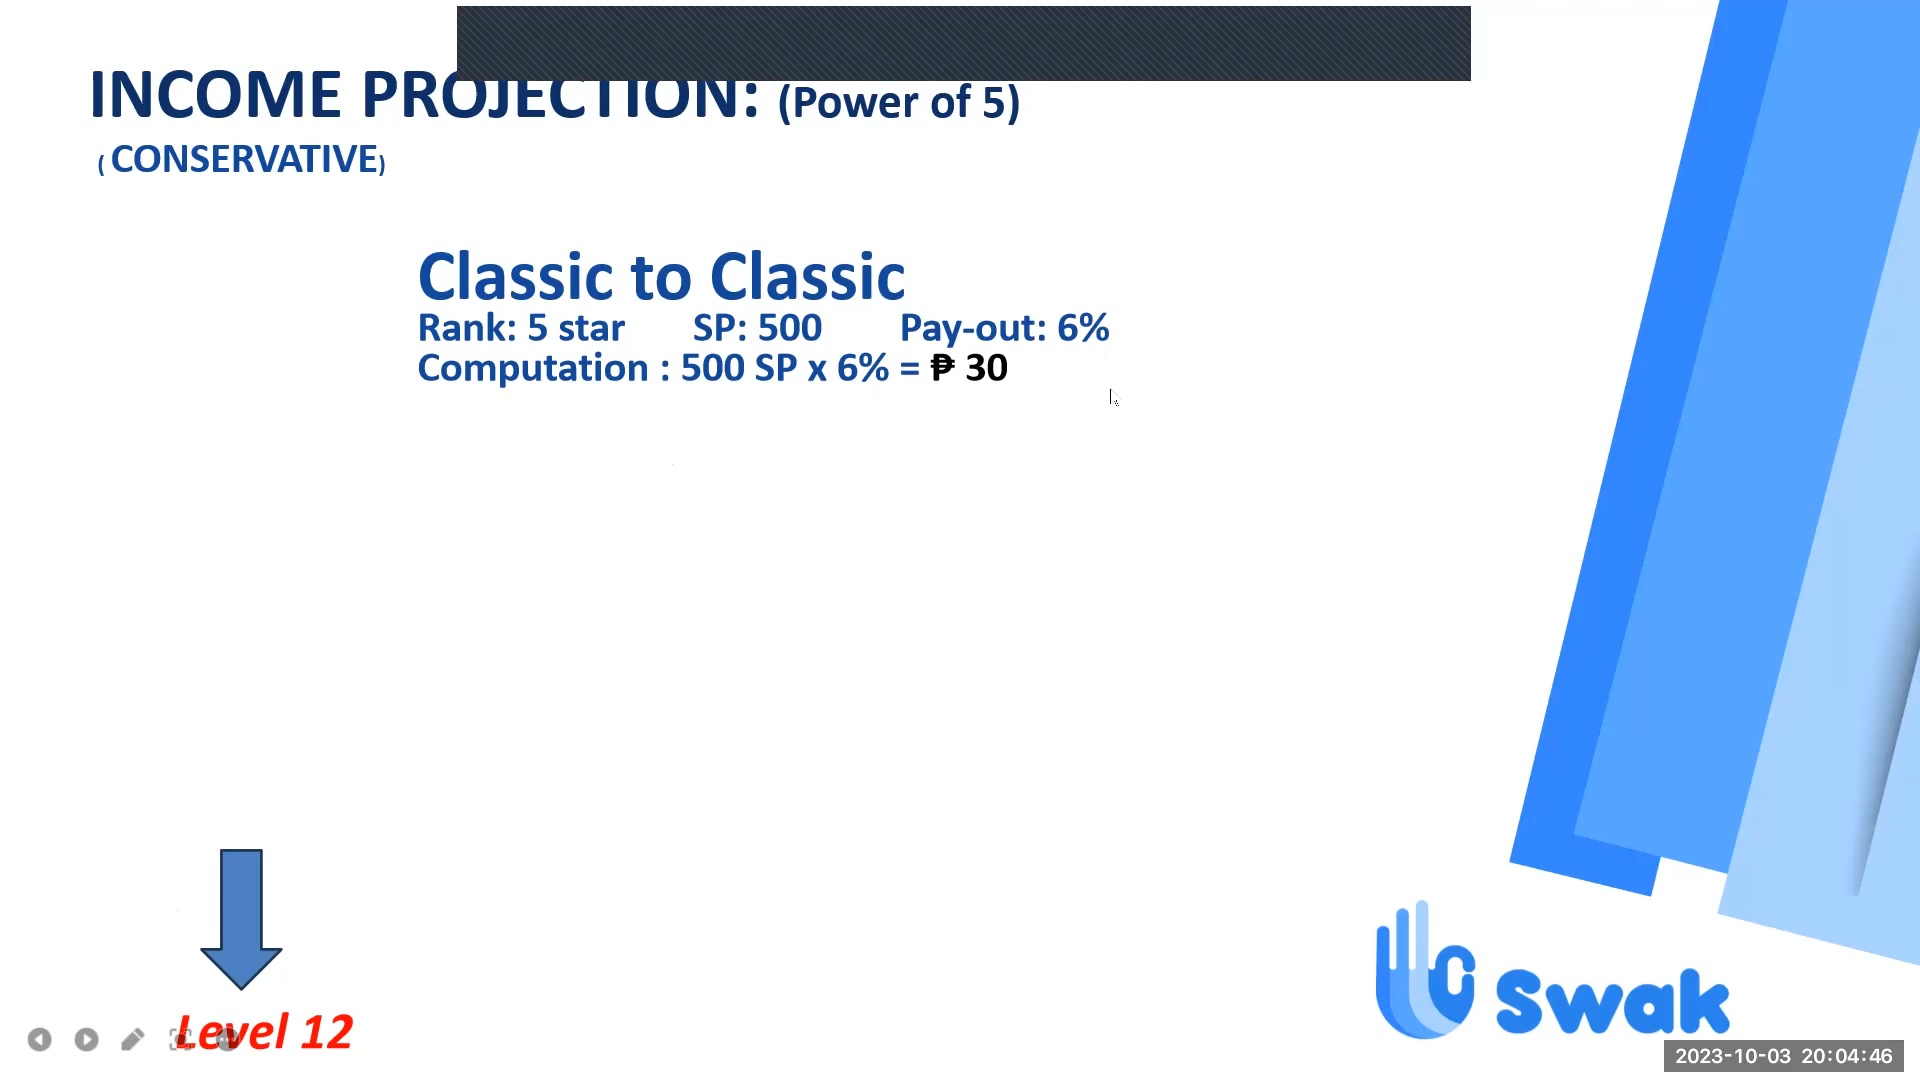 INCOME PROJECTION: (Power of 5)
( CONSERVATIVE)
Classic to Classic
Rank: 5 star SP: 500 Pay-out: 6%
Computation : 500 SP x 6% = ₱ 30
Level 12
Swak
2023-10-03 20:04:46